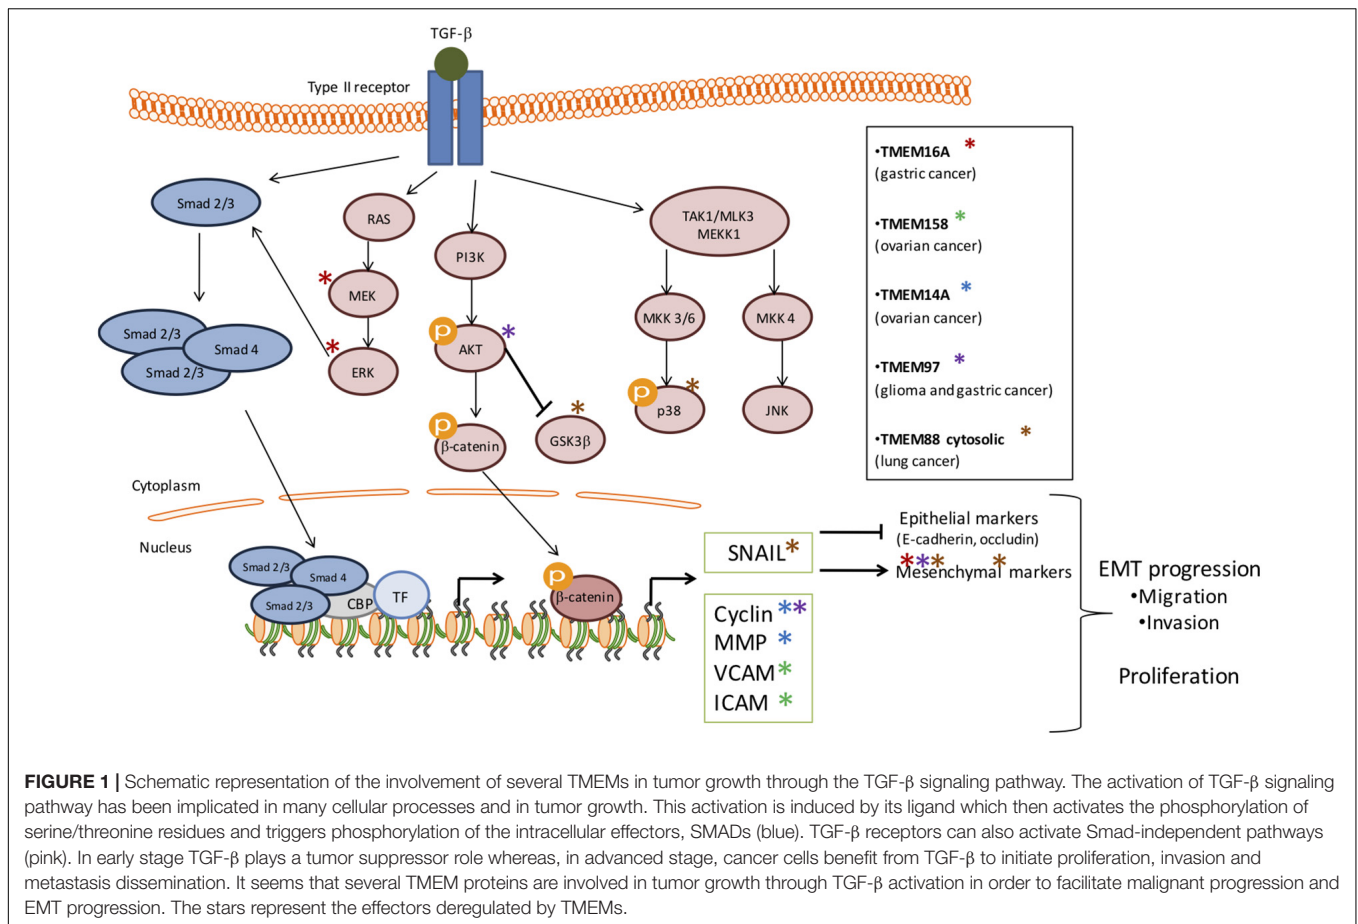 TGF-β
Type II receptor
Smad 2/3
RAS
PI3K
TAK1/MLK3
MEKK1
MEK
MKK 3/6
MKK 4
Smad 2/3
Smad 4
Smad 2/3
ERK
p
AKT
p
p38
JNK
p
β-catenin
GSK3β
•TMEM16A *
(gastric cancer)
•TMEM158 *
(ovarian cancer)
•TMEM14A *
(ovarian cancer)
•TMEM97 *
(glioma and gastric cancer)
•TMEM88 cytosolic *
(lung cancer)
Cytoplasm
Nucleus
Smad 2/3
Smad 4
Smad 2/3
CBP
TF
p
β-catenin
SNAIL*
Cyclin **
MMP *
VCAM *
ICAM *
Epithelial markers
(E-cadherin, occludin)
Mesenchymal markers
EMT progression
•Migration
•Invasion
Proliferation
FIGURE 1 | Schematic representation of the involvement of several TMEMs in tumor growth through the TGF-β signaling pathway. The activation of TGF-β signaling
pathway has been implicated in many cellular processes and in tumor growth. This activation is induced by its ligand which then activates the phosphorylation of
serine/threonine residues and triggers phosphorylation of the intracellular effectors, SMADs (blue). TGF-β receptors can also activate Smad-independent pathways
(pink). In early stage TGF-β plays a tumor suppressor role whereas, in advanced stage, cancer cells benefit from TGF-β to initiate proliferation, invasion and
metastasis dissemination. It seems that several TMEM proteins are involved in tumor growth through TGF-β activation in order to facilitate malignant progression and
EMT progression. The stars represent the effectors deregulated by TMEMs.